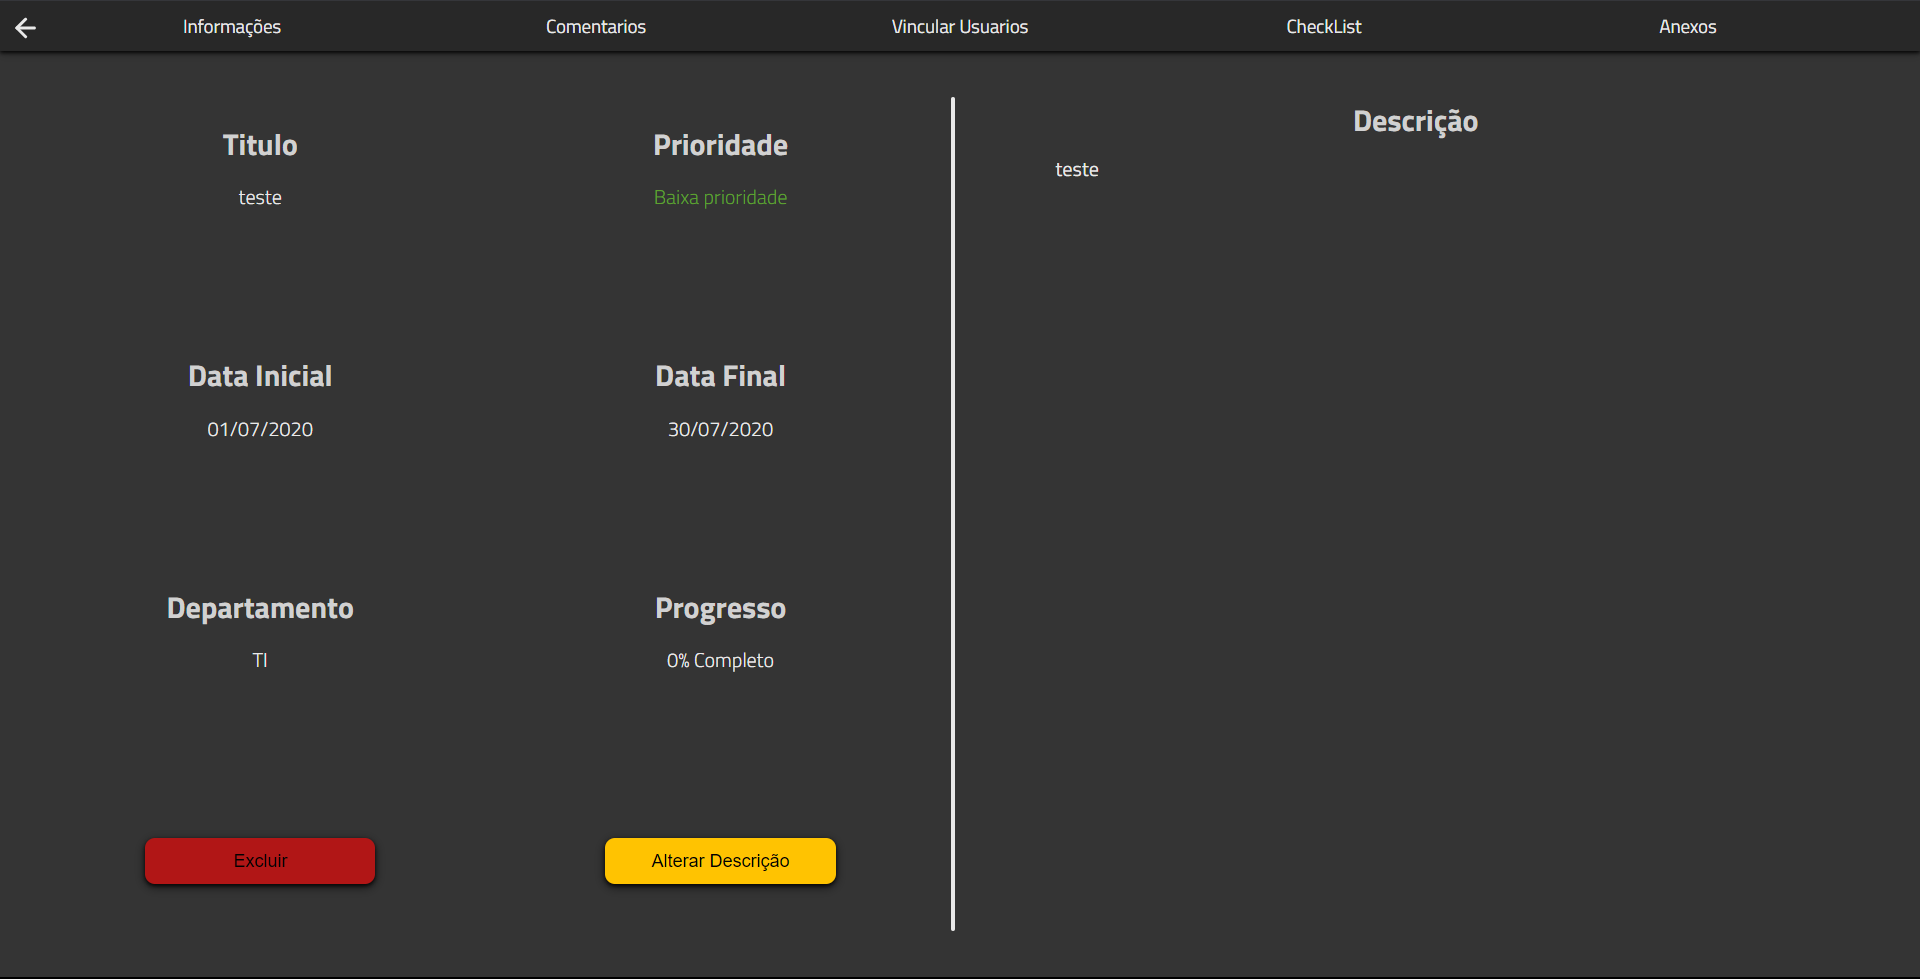 Informações
Comentarios
Vincular Usuarios
CheckList
Anexos
Titulo
teste
Prioridade
Baixa prioridade
Data Inicial
01/07/2020
Data Final
30/07/2020
Departamento
TI
Progresso
0% Completo
Excluir
Alterar Descrição
Descrição
teste